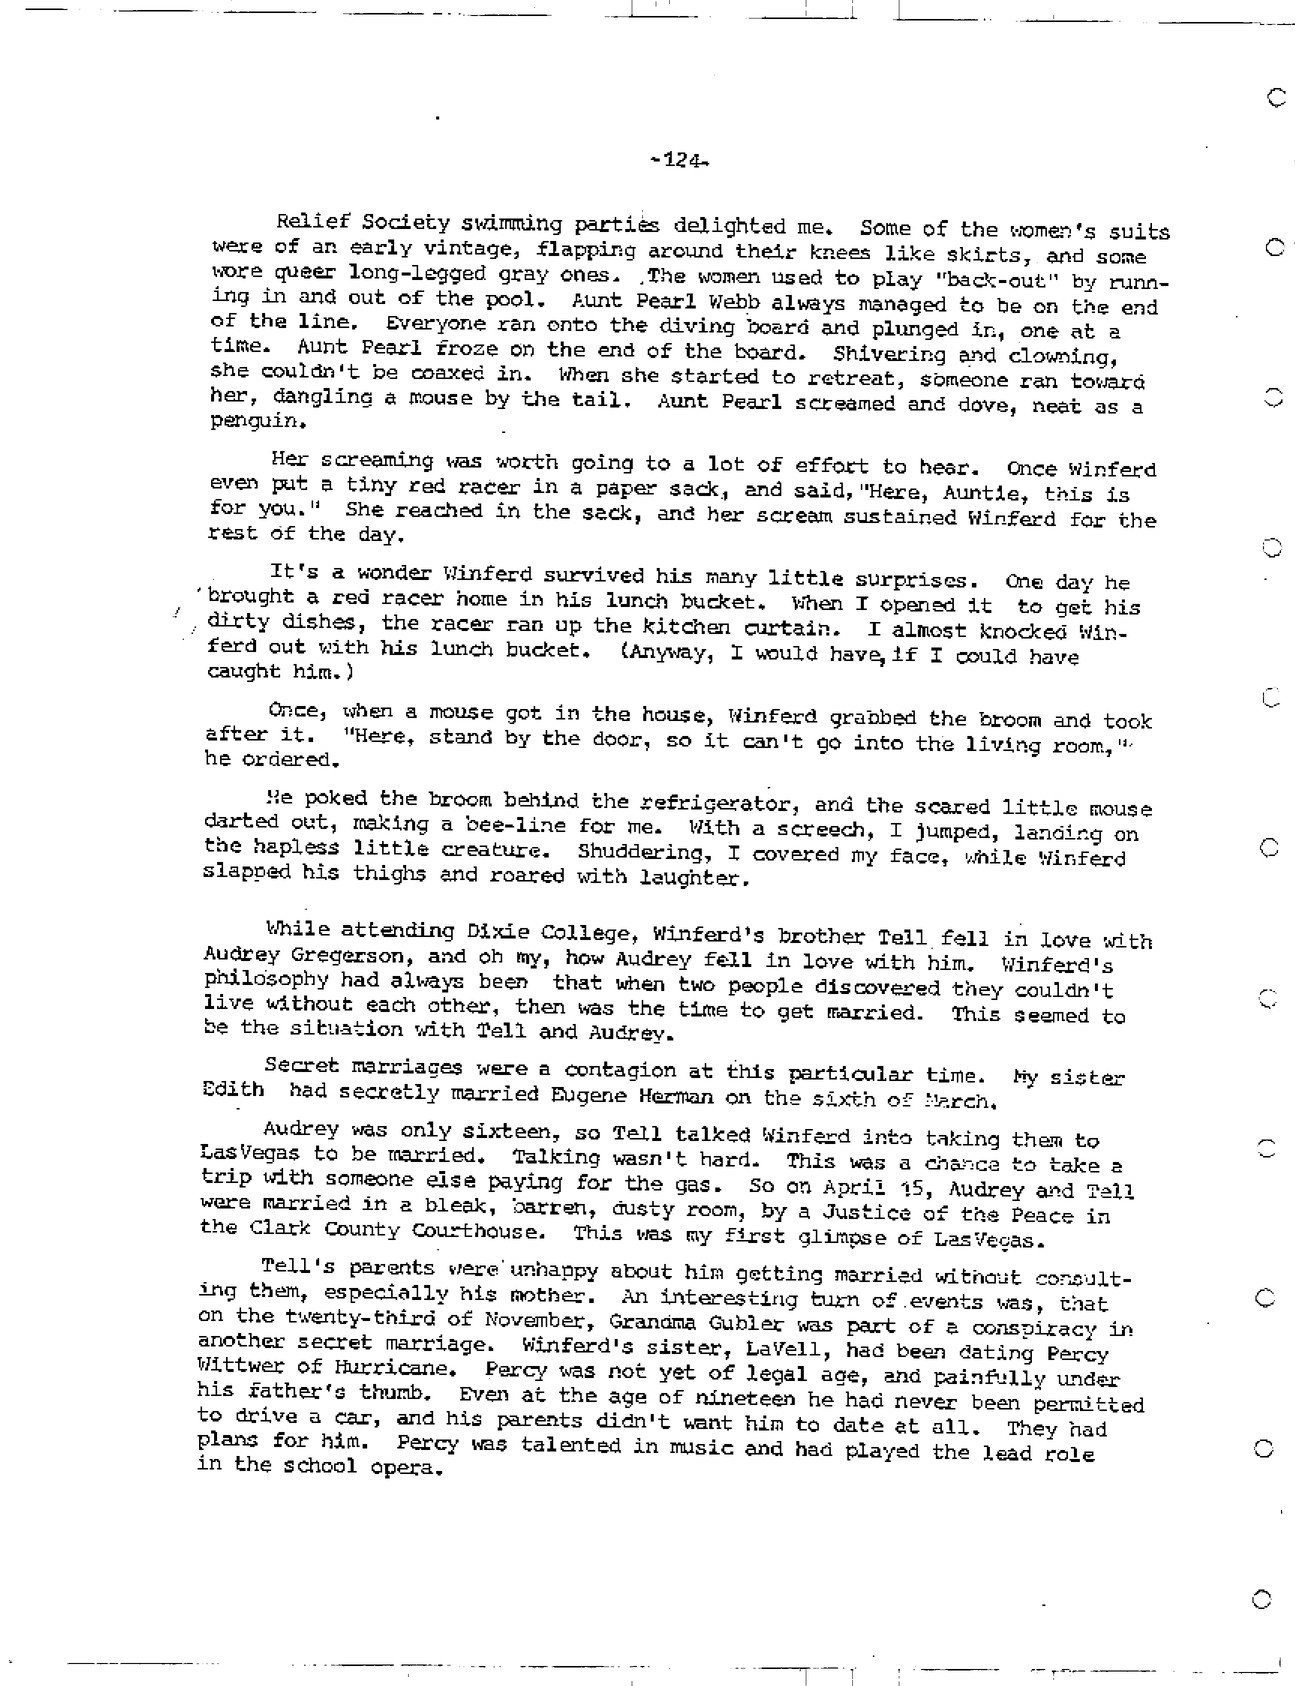 -124-
Relief Society swimming parties delighted me. Some of the women's suits
were of an early vintage, flapping around their knees like skirts, and some
wore queer long-legged gray ones. The women used to play "back-out" by runn-
ing in and out of the pool. Aunt Pearl Webb always managed to be on the end
of the line. Everyone ran onto the diving board and plunged in, one at a
time. Aunt Pearl froze on the end of the board. Shivering and clowning,
she couldn't be coaxed in. When she started to retreat, someone ran toward
her, dangling a mouse by the tail. Aunt Pearl screamed and dove, neat as a
penguin.
Her screaming was worth going to a lot of effort to hear. Once Winferd
even put a tiny red racer in a paper sack, and said,"Here, Auntie, this is
for you." She reached in the sack, and her scream sustained Winferd for the
rest of the day.
It's a wonder Winferd survived his many little surprises. One day he
brought a red racer home in his lunch bucket. When I opened it to get his
dirty dishes, the racer ran up the kitchen curtain. I almost knocked Win-
ferd out with his lunch bucket. (Anyway, I would have, if I could have
caught him.)
Once, when a mouse got in the house, Winferd grabbed the broom and took
after it. "Here, stand by the door, so it can't go into the living room,"
he ordered.
He poked the broom behind the refrigerator, and the scared little mouse
darted out, making a bee-line for me. With a screech, I jumped, landing on
the hapless little creature. Shuddering, I covered my face, while Winferd
slapped his thighs and roared with laughter.
While attending Dixie College, Winferd's brother Tell fell in love with
Audrey Gregerson, and oh my, how Audrey fell in love with him. Winferd's
philosophy had always been that when two people discovered they couldn't
live without each other, then was the time to get married. This seemed to
be the situation with Tell and Audrey.
Secret marriages were a contagion at this particular time. My sister
Edith had secretly married Eugene Herman on the sixth of March.
Audrey was only sixteen, so Tell talked Winferd into taking them to
LasVegas to be married. Talking wasn't hard. This was a chance to take a
trip with someone else paying for the gas. So on April 15, Audrey and Tell
were married in a bleak, barren, dusty room, by a Justice of the Peace in
the Clark County Courthouse. This was my first glimpse of LasVegas.
Tell's parents were unhappy about him getting married without consult-
ing them, especially his mother. An interesting turn of events was, that
on the twenty-third of November, Grandma Gubler was part of a conspiracy in
another secret marriage. Winferd's sister, LaVell, had been dating Percy
Wittwer of Hurricane. Percy was not yet of legal age, and painfully under
his father's thumb. Even at the age of nineteen he had never been permitted
to drive a car, and his parents didn't want him to date at all. They had
plans for him. Percy was talented in music and had played the lead role
in the school opera.